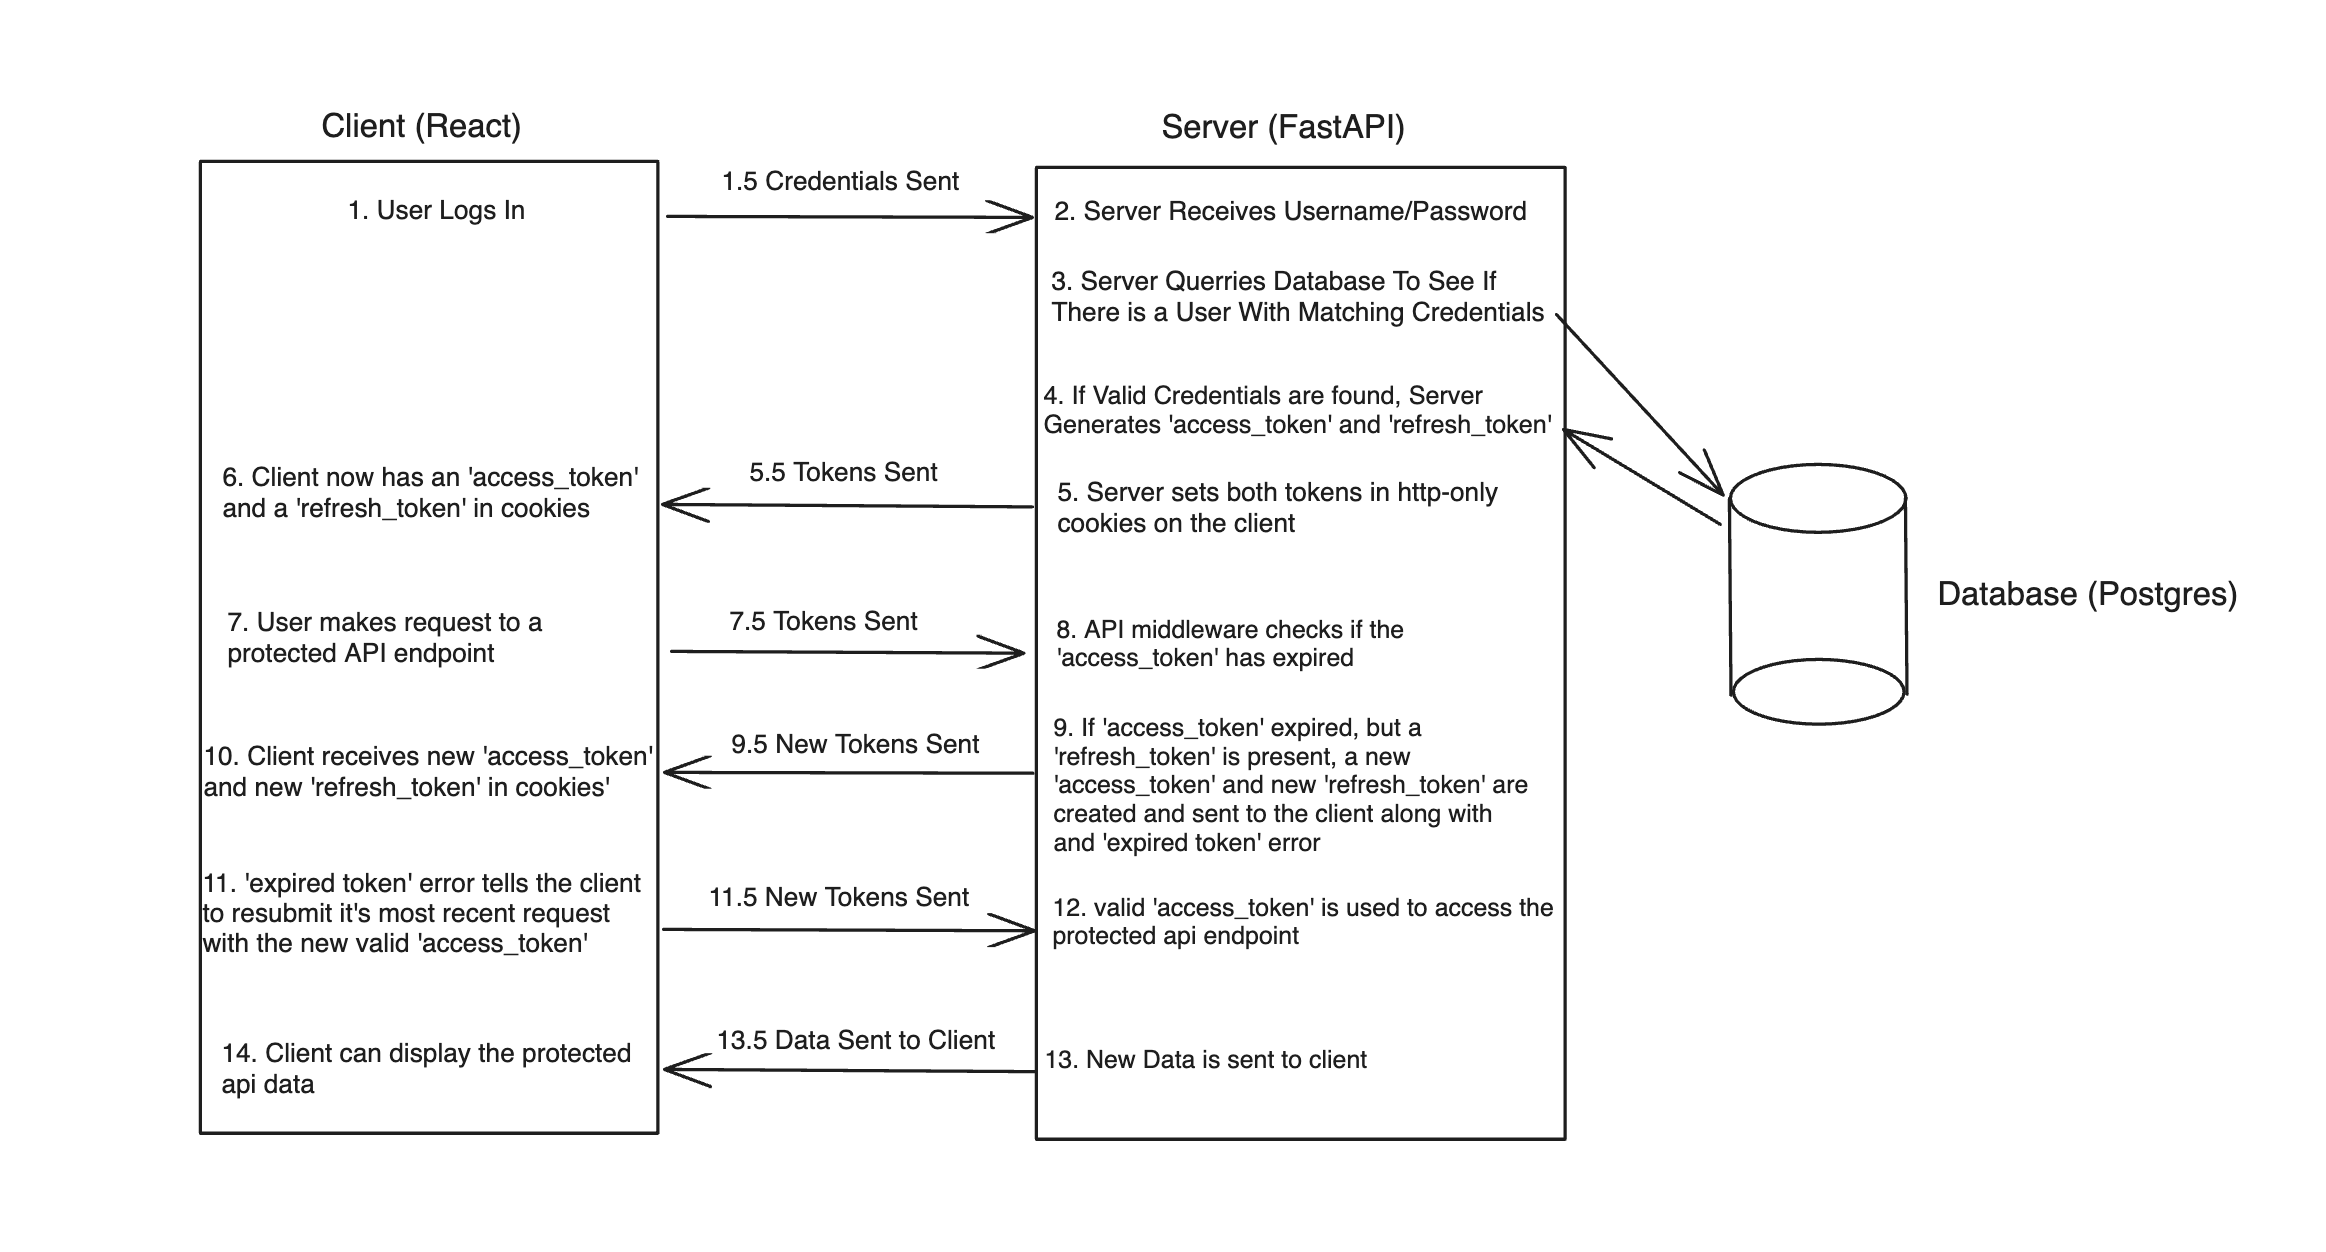 Client (React)
Server (FastAPI)
1. User Logs In
1.5 Credentials Sent
2. Server Receives Username/Password
3. Server Querries Database To See If
There is a User With Matching Credentials
4. If Valid Credentials are found, Server
Generates 'access_token' and 'refresh_token'
5. Server sets both tokens in http-only
cookies on the client
5.5 Tokens Sent
6. Client now has an 'access_token'
and a 'refresh_token' in cookies
Database (Postgres)
7. User makes request to a
protected API endpoint
7.5 Tokens Sent
8. API middleware checks if the
'access_token' has expired
9. If 'access_token' expired, but a
'refresh_token' is present, a new
'access_token' and new 'refresh_token' are
created and sent to the client along with
and 'expired token' error
9.5 New Tokens Sent
10. Client receives new 'access_token'
and new 'refresh_token' in cookies'
11. 'expired token' error tells the client
to resubmit it's most recent request
with the new valid 'access_token'
11.5 New Tokens Sent
12. valid 'access_token' is used to access the
protected api endpoint
13. New Data is sent to client
13.5 Data Sent to Client
14. Client can display the protected
api data